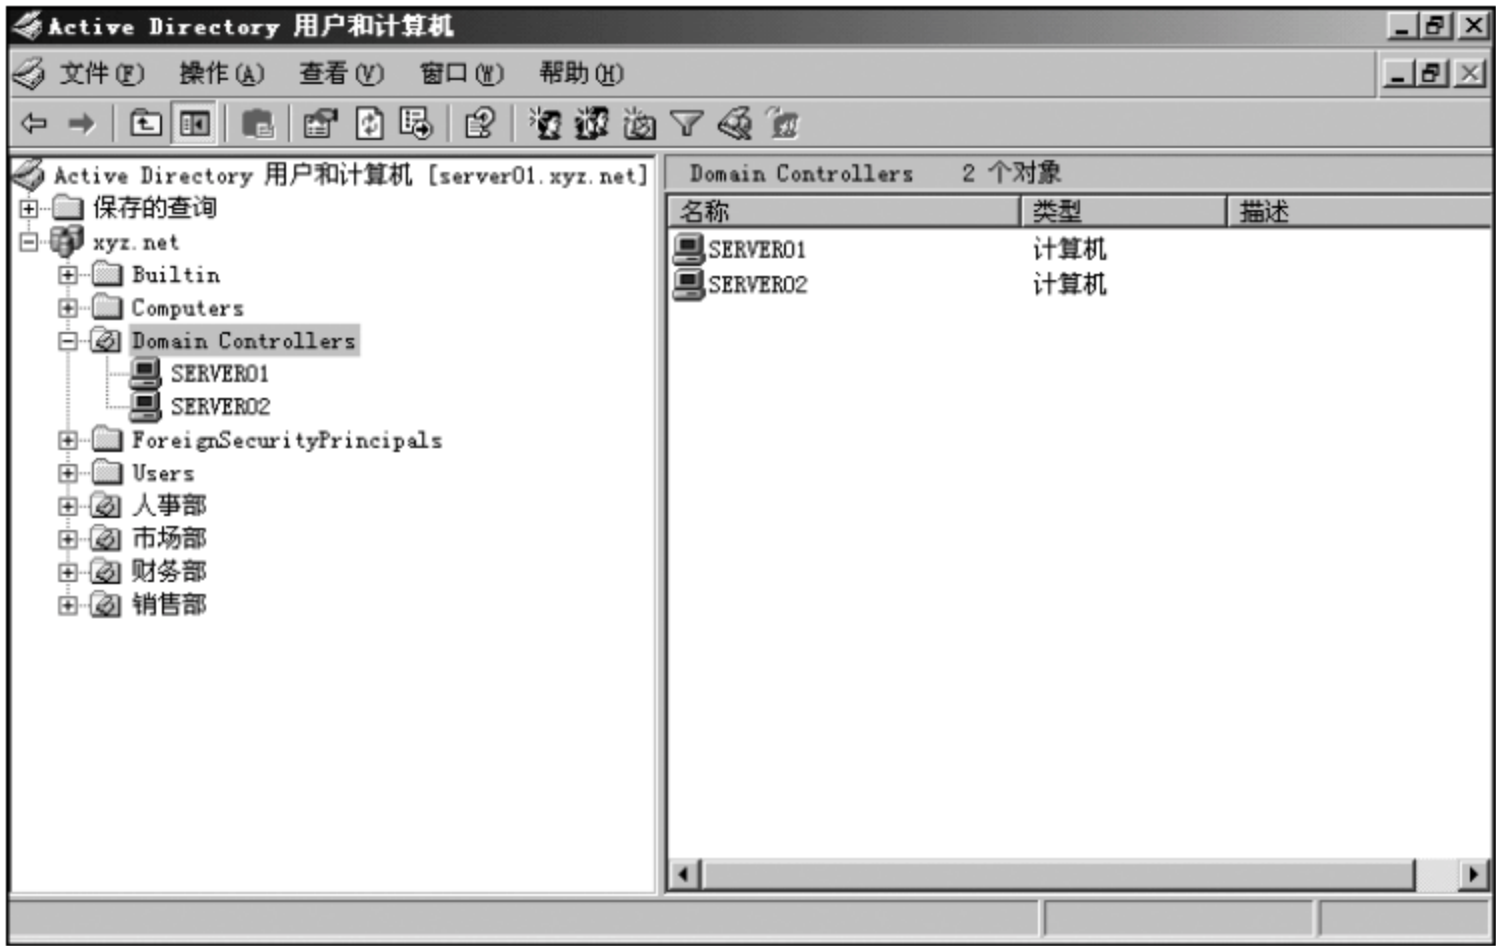 Active Directory 用户和计算机
文件(F) 操作(A) 查看(V) 窗口(W) 帮助(H)
Active Directory 用户和计算机 [server01.xyz.net]
保存的查询
xyz.net
Builtin
Computers
Domain Controllers
SERVER01
SERVER02
ForeignSecurityPrincipals
Users
人事部
市场部
财务部
销售部
Domain Controllers 2 个对象
名称 类型 描述
SERVER01 计算机
SERVER02 计算机